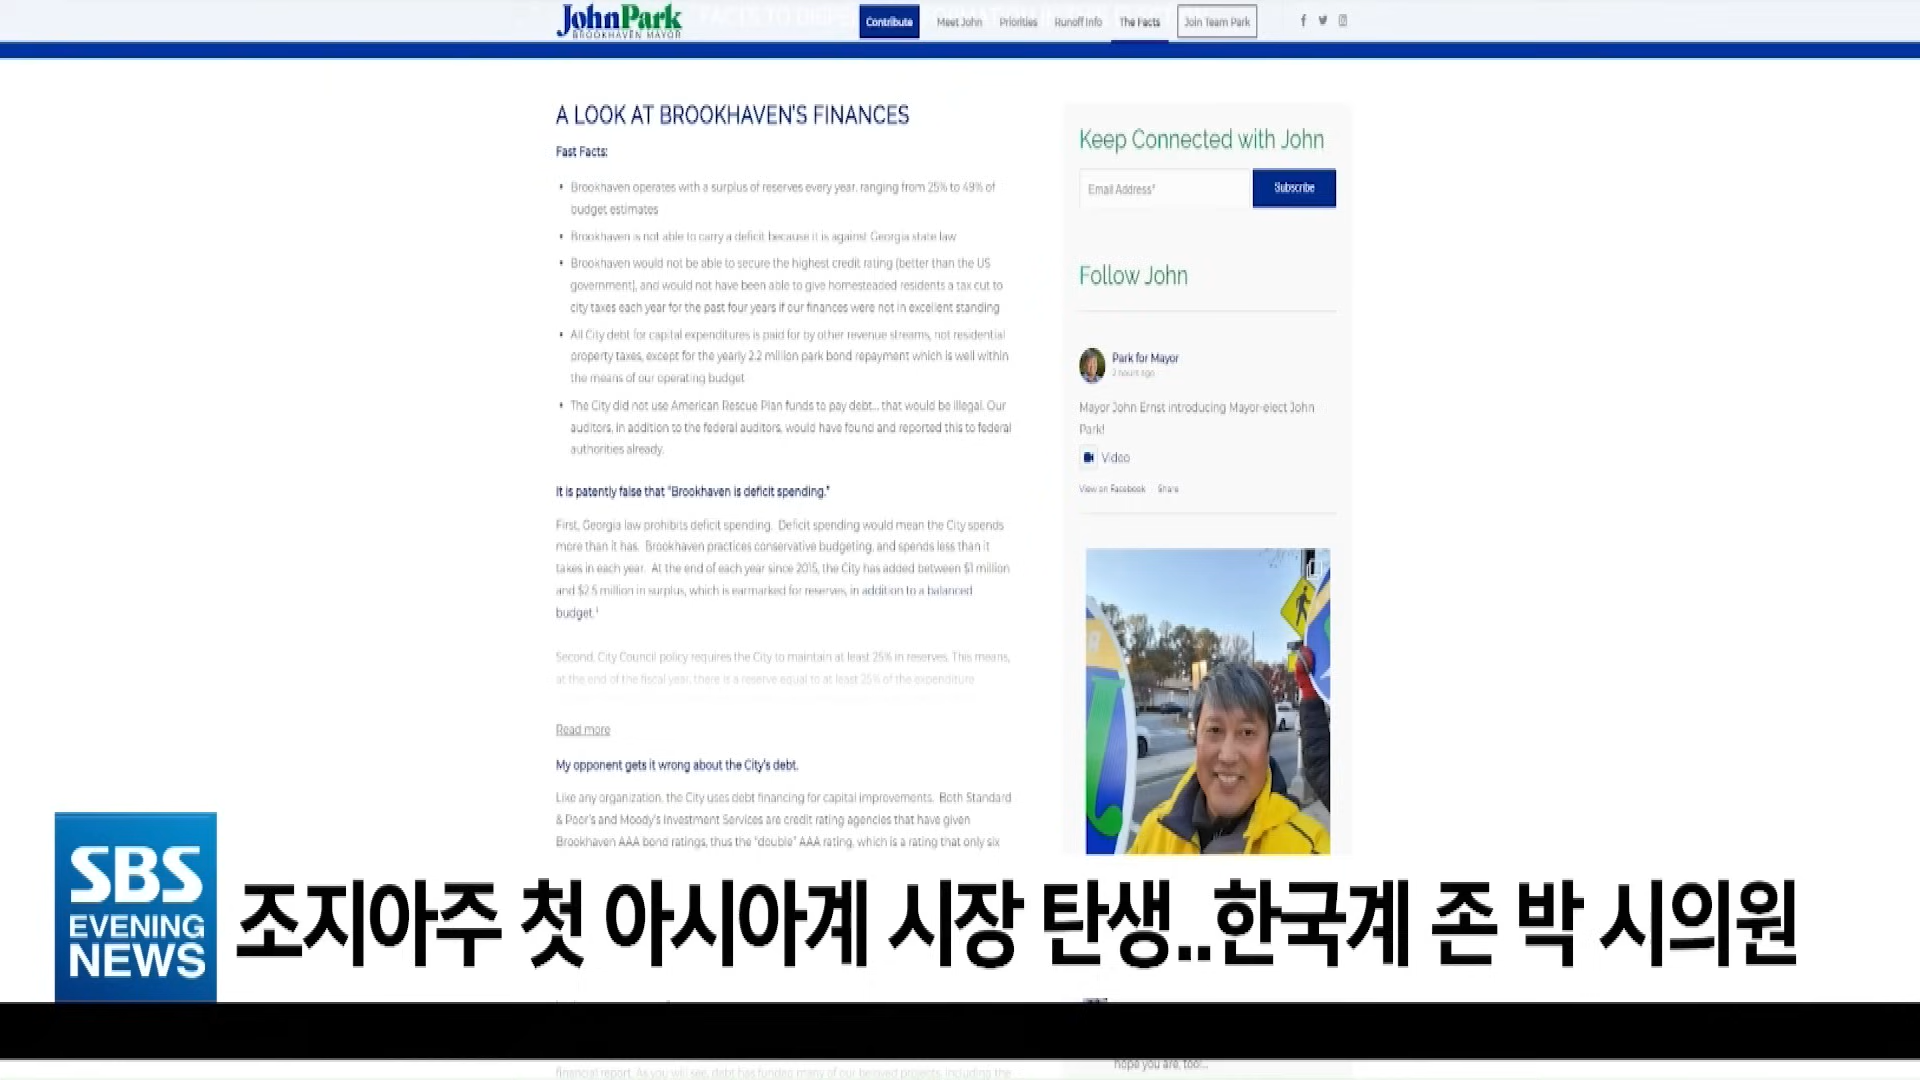 JohnPark
BROOKHAVEN MAYOR
Contribute
Meet John
Priorities
Runoff Info
The Facts
Join Team Park
A LOOK AT BROOKHAVEN'S FINANCES
Fast Facts:
• Brookhaven operates with a surplus of reserves every year, ranging from 25% to 49% of
budget estimates
• Brookhaven is not able to carry a deficit because it is against Georgia state law
• Brookhaven would not be able to secure the highest credit rating (better than the US
government), and would not have been able to give homesteaded residents a tax cut to
city taxes each year for the past four years if our finances were not in excellent standing
• All City debt for capital expenditures is paid for by other revenue streams, not residential
property taxes, except for the yearly 2.2 million park bond repayment which is well within
the means of our operating budget
• The City did not use American Rescue Plan funds to pay debt... that would be illegal. Our
auditors, in addition to the federal auditors, would have found and reported this to federal
authorities already.
It is patently false that "Brookhaven is deficit spending."
First, Georgia law prohibits deficit spending. Deficit spending would mean the City spends
more than it has. Brookhaven practices conservative budgeting, and spends less than it
takes in each year. At the end of each year since 2015, the City has added between $1 million
and $2.5 million in surplus, which is earmarked for reserves, in addition to a balanced
budget.¹
Second, City Council policy requires the City to maintain at least 25% in reserves. This means,
at the end of the fiscal year, there is a reserve equal to at least 25% of the expenditure
Read more
My opponent gets it wrong about the City's debt.
Like any organization, the City uses debt financing for capital improvements. Both Standard
& Poor's and Moody's Investment Services are credit rating agencies that have given
Brookhaven AAA bond ratings, thus the "double" AAA rating, which is a rating that only six
Keep Connected with John
Email Address*
Subscribe
Follow John
Park for Mayor
2 hours ago
Mayor John Ernst introducing Mayor-elect John
Park!
Video
View on Facebook
Share
SBS
EVENING
NEWS
조지아주 첫 아시아계 시장 탄생..한국계 존 박 시의원
hope you are, too!...
financial report. As you will see, debt has funded many of our beloved projects, including the